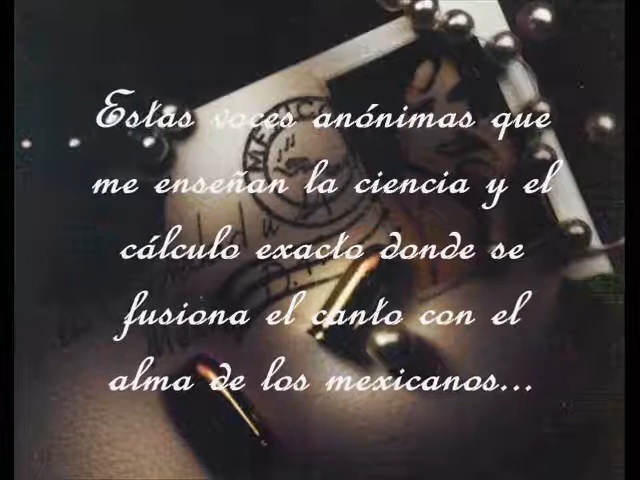 Estas voces anónimas que
me enseñan la ciencia y el
cálculo exacto donde se
fusiona el canto con el
alma de los mexicanos...